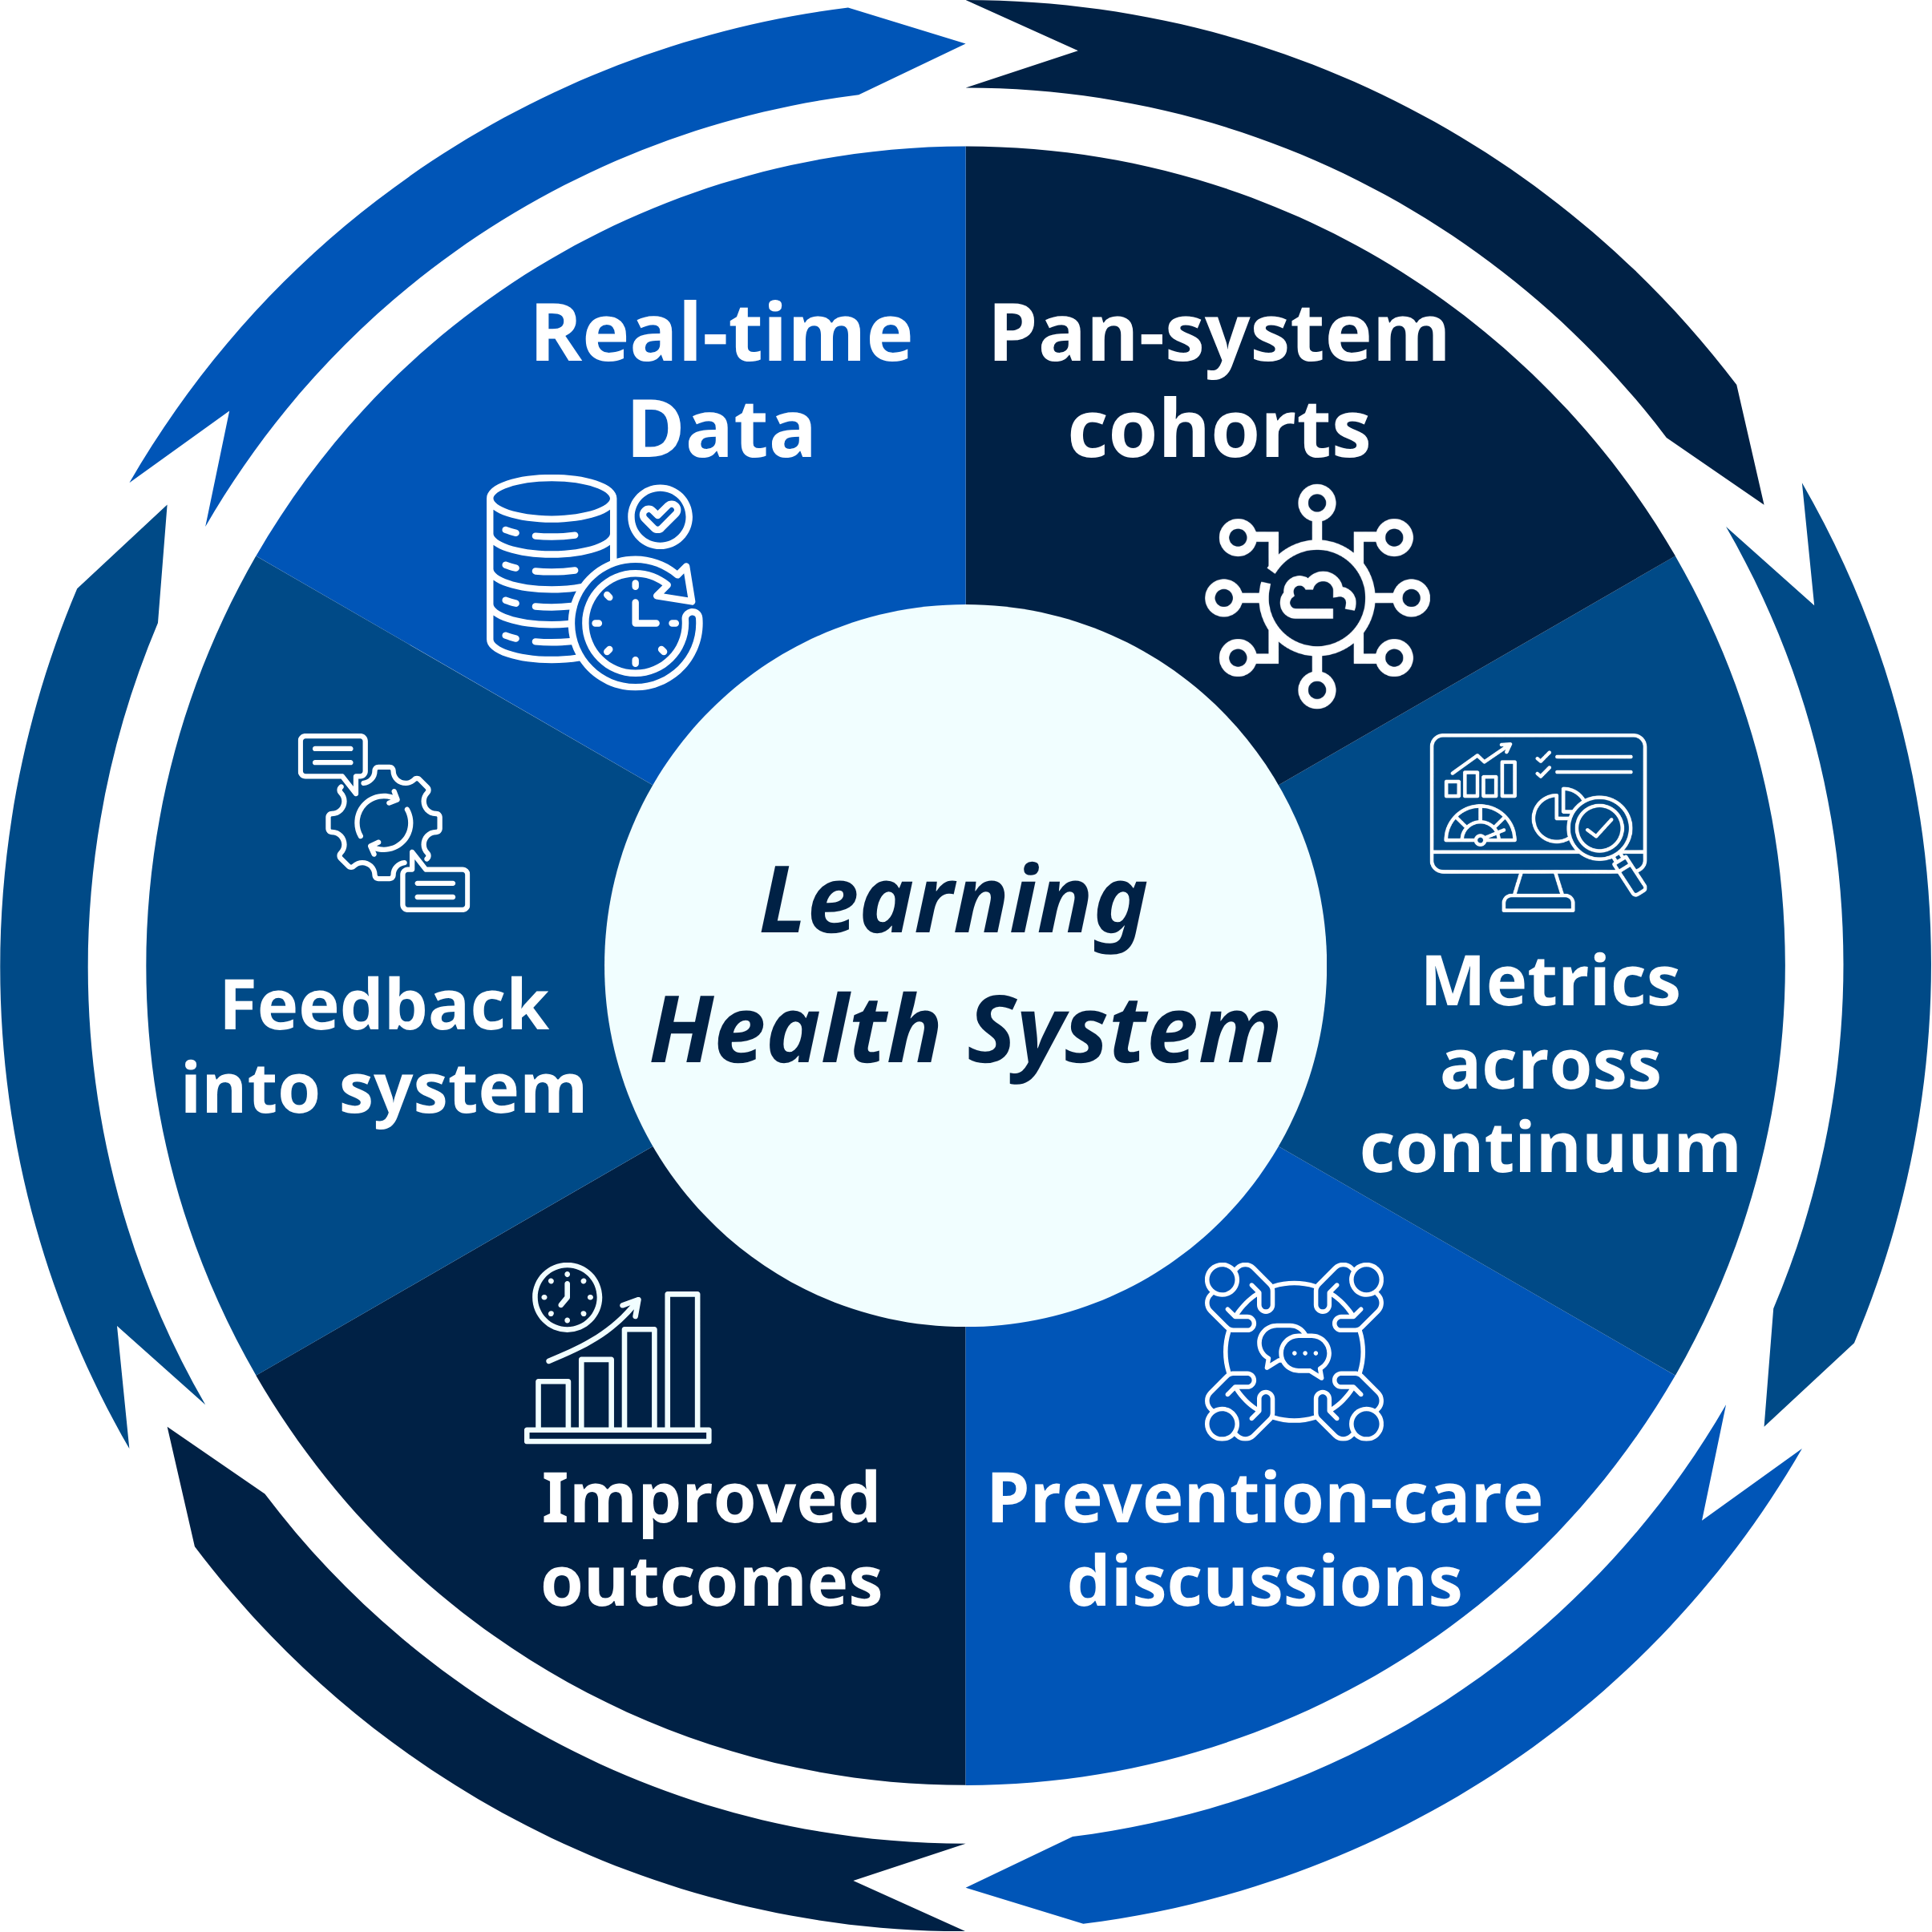 Real-time
Data
Pan-system
cohorts
Metrics
across
continuum
Prevention-care
discussions
Improved
outcomes
Feedback
into system
Learning
Health System